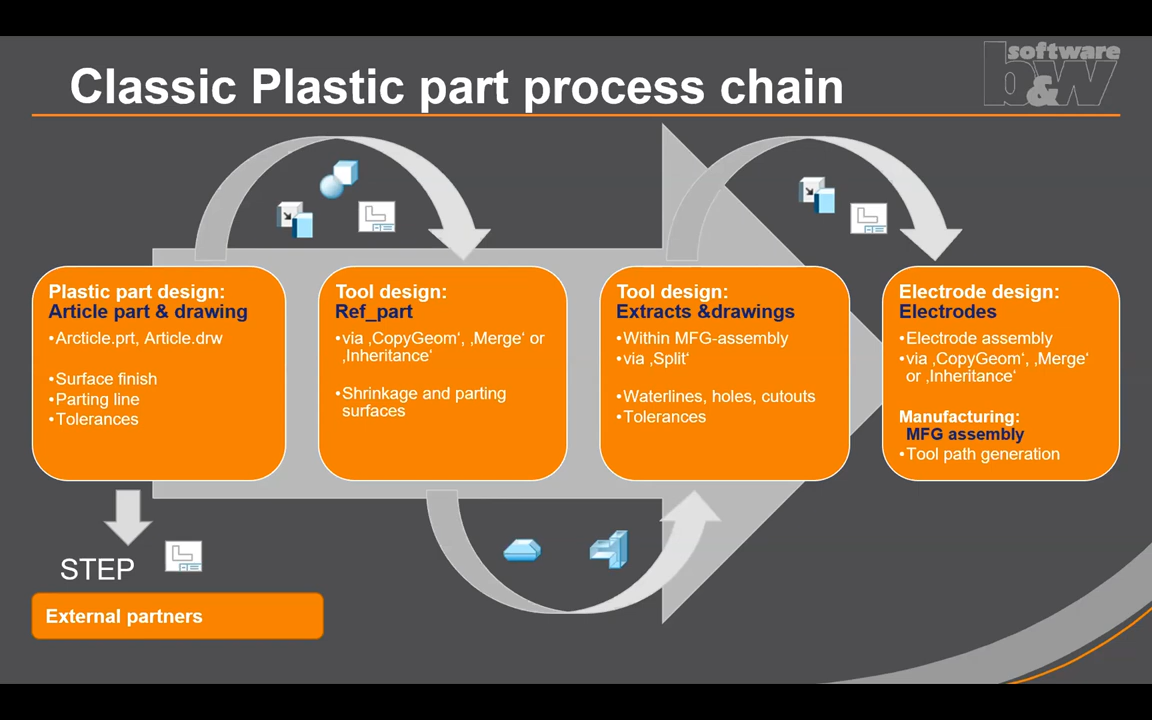 software
b&w
Classic Plastic part process chain
Plastic part design:
Article part & drawing
•Arcticle.prt, Article.drw
•Surface finish
•Parting line
•Tolerances
Tool design:
Ref_part
•via ‚CopyGeom‘, ‚Merge‘ or
‚Inheritance‘
•Shrinkage and parting
surfaces
Tool design:
Extracts &drawings
•Within MFG-assembly
•via ‚Split‘
•Waterlines, holes, cutouts
•Tolerances
Electrode design:
Electrodes
•Electrode assembly
•via ‚CopyGeom‘, ‚Merge‘
or ‚Inheritance‘
Manufacturing:
MFG assembly
•Tool path generation
STEP
External partners